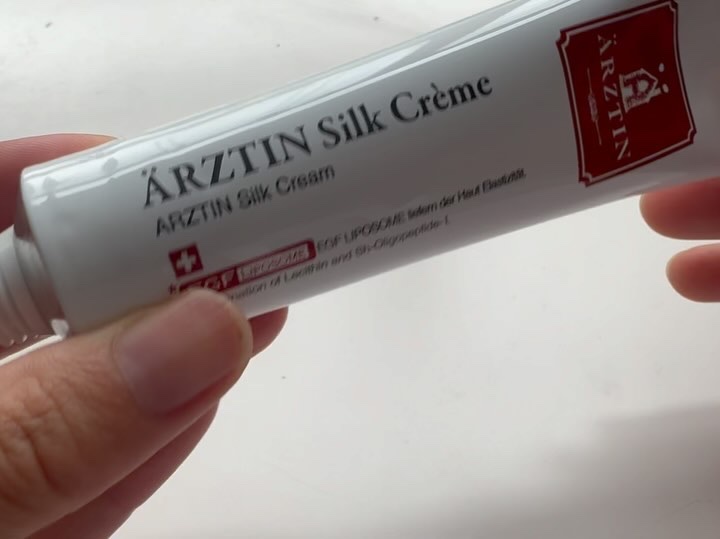 ÄRZTIN Silk Crème
ARZTIN Silk Cream
EGF LIPOSOME EGF LIPOSOME liefern der Haut Elastizität.
of Lecithin and Sh-Oligopeptide-1.
ÄRZTIN